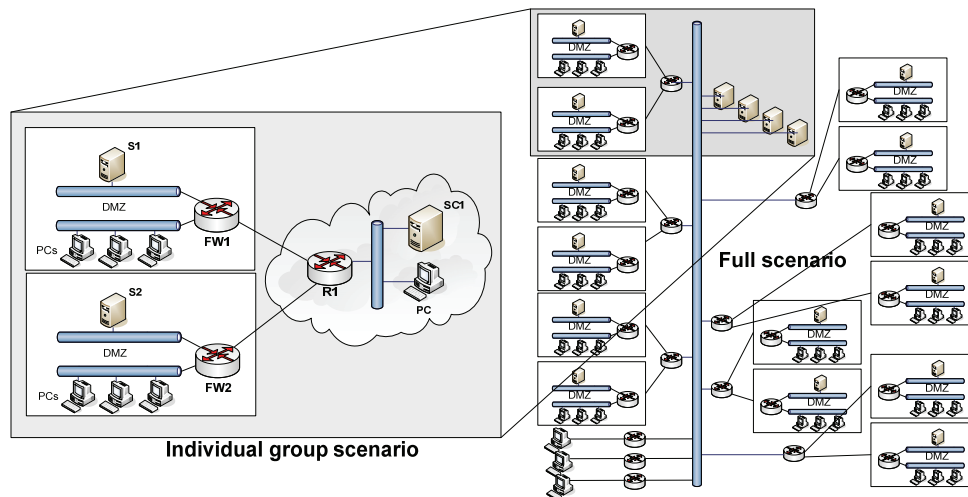 S1
DMZ
PCs
FW1
S2
DMZ
PCs
FW2
R1
SC1
PC
Individual group scenario
DMZ
DMZ
DMZ
DMZ
DMZ
DMZ
Full scenario
DMZ
DMZ
DMZ
DMZ
DMZ
DMZ
DMZ
DMZ